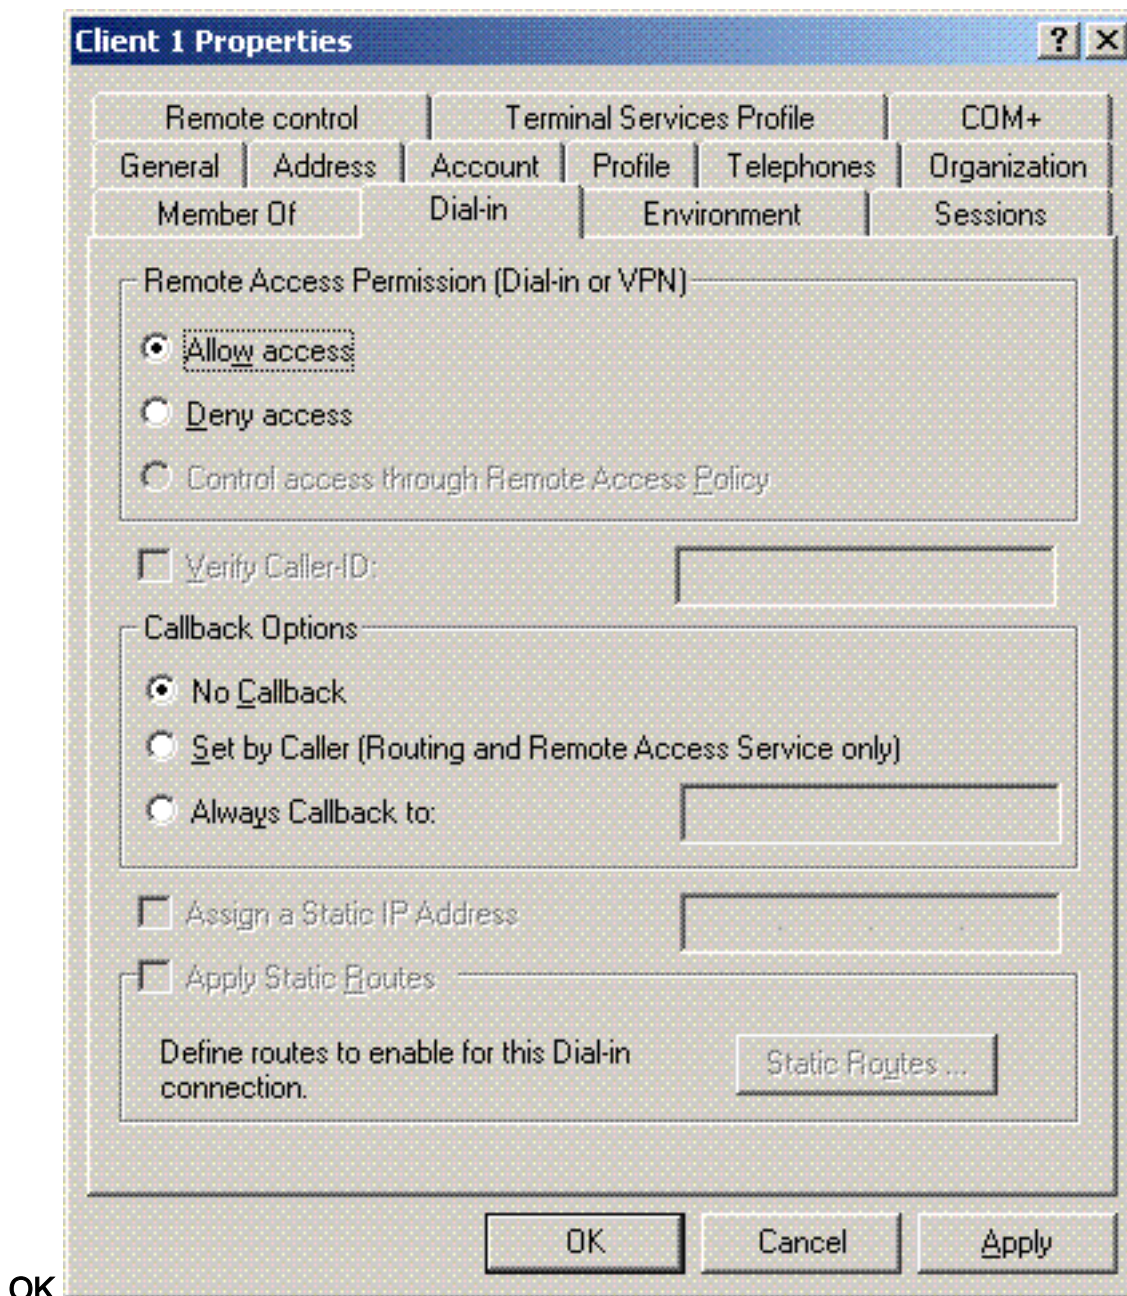 Client 1 Properties
Remote control Terminal Services Profile COM+
General Address Account Profile Telephones Organization
Member Of Dial-in Environment Sessions
Remote Access Permission (Dial-in or VPN)
Allow access
Deny access
Control access through Remote Access Policy
Verify Caller-ID:
Callback Options
No Callback
Set by Caller (Routing and Remote Access Service only)
Always Callback to:
Assign a Static IP Address
Apply Static Routes
Define routes to enable for this Dial-in
connection.
Static Routes ...
OK Cancel Apply
OK